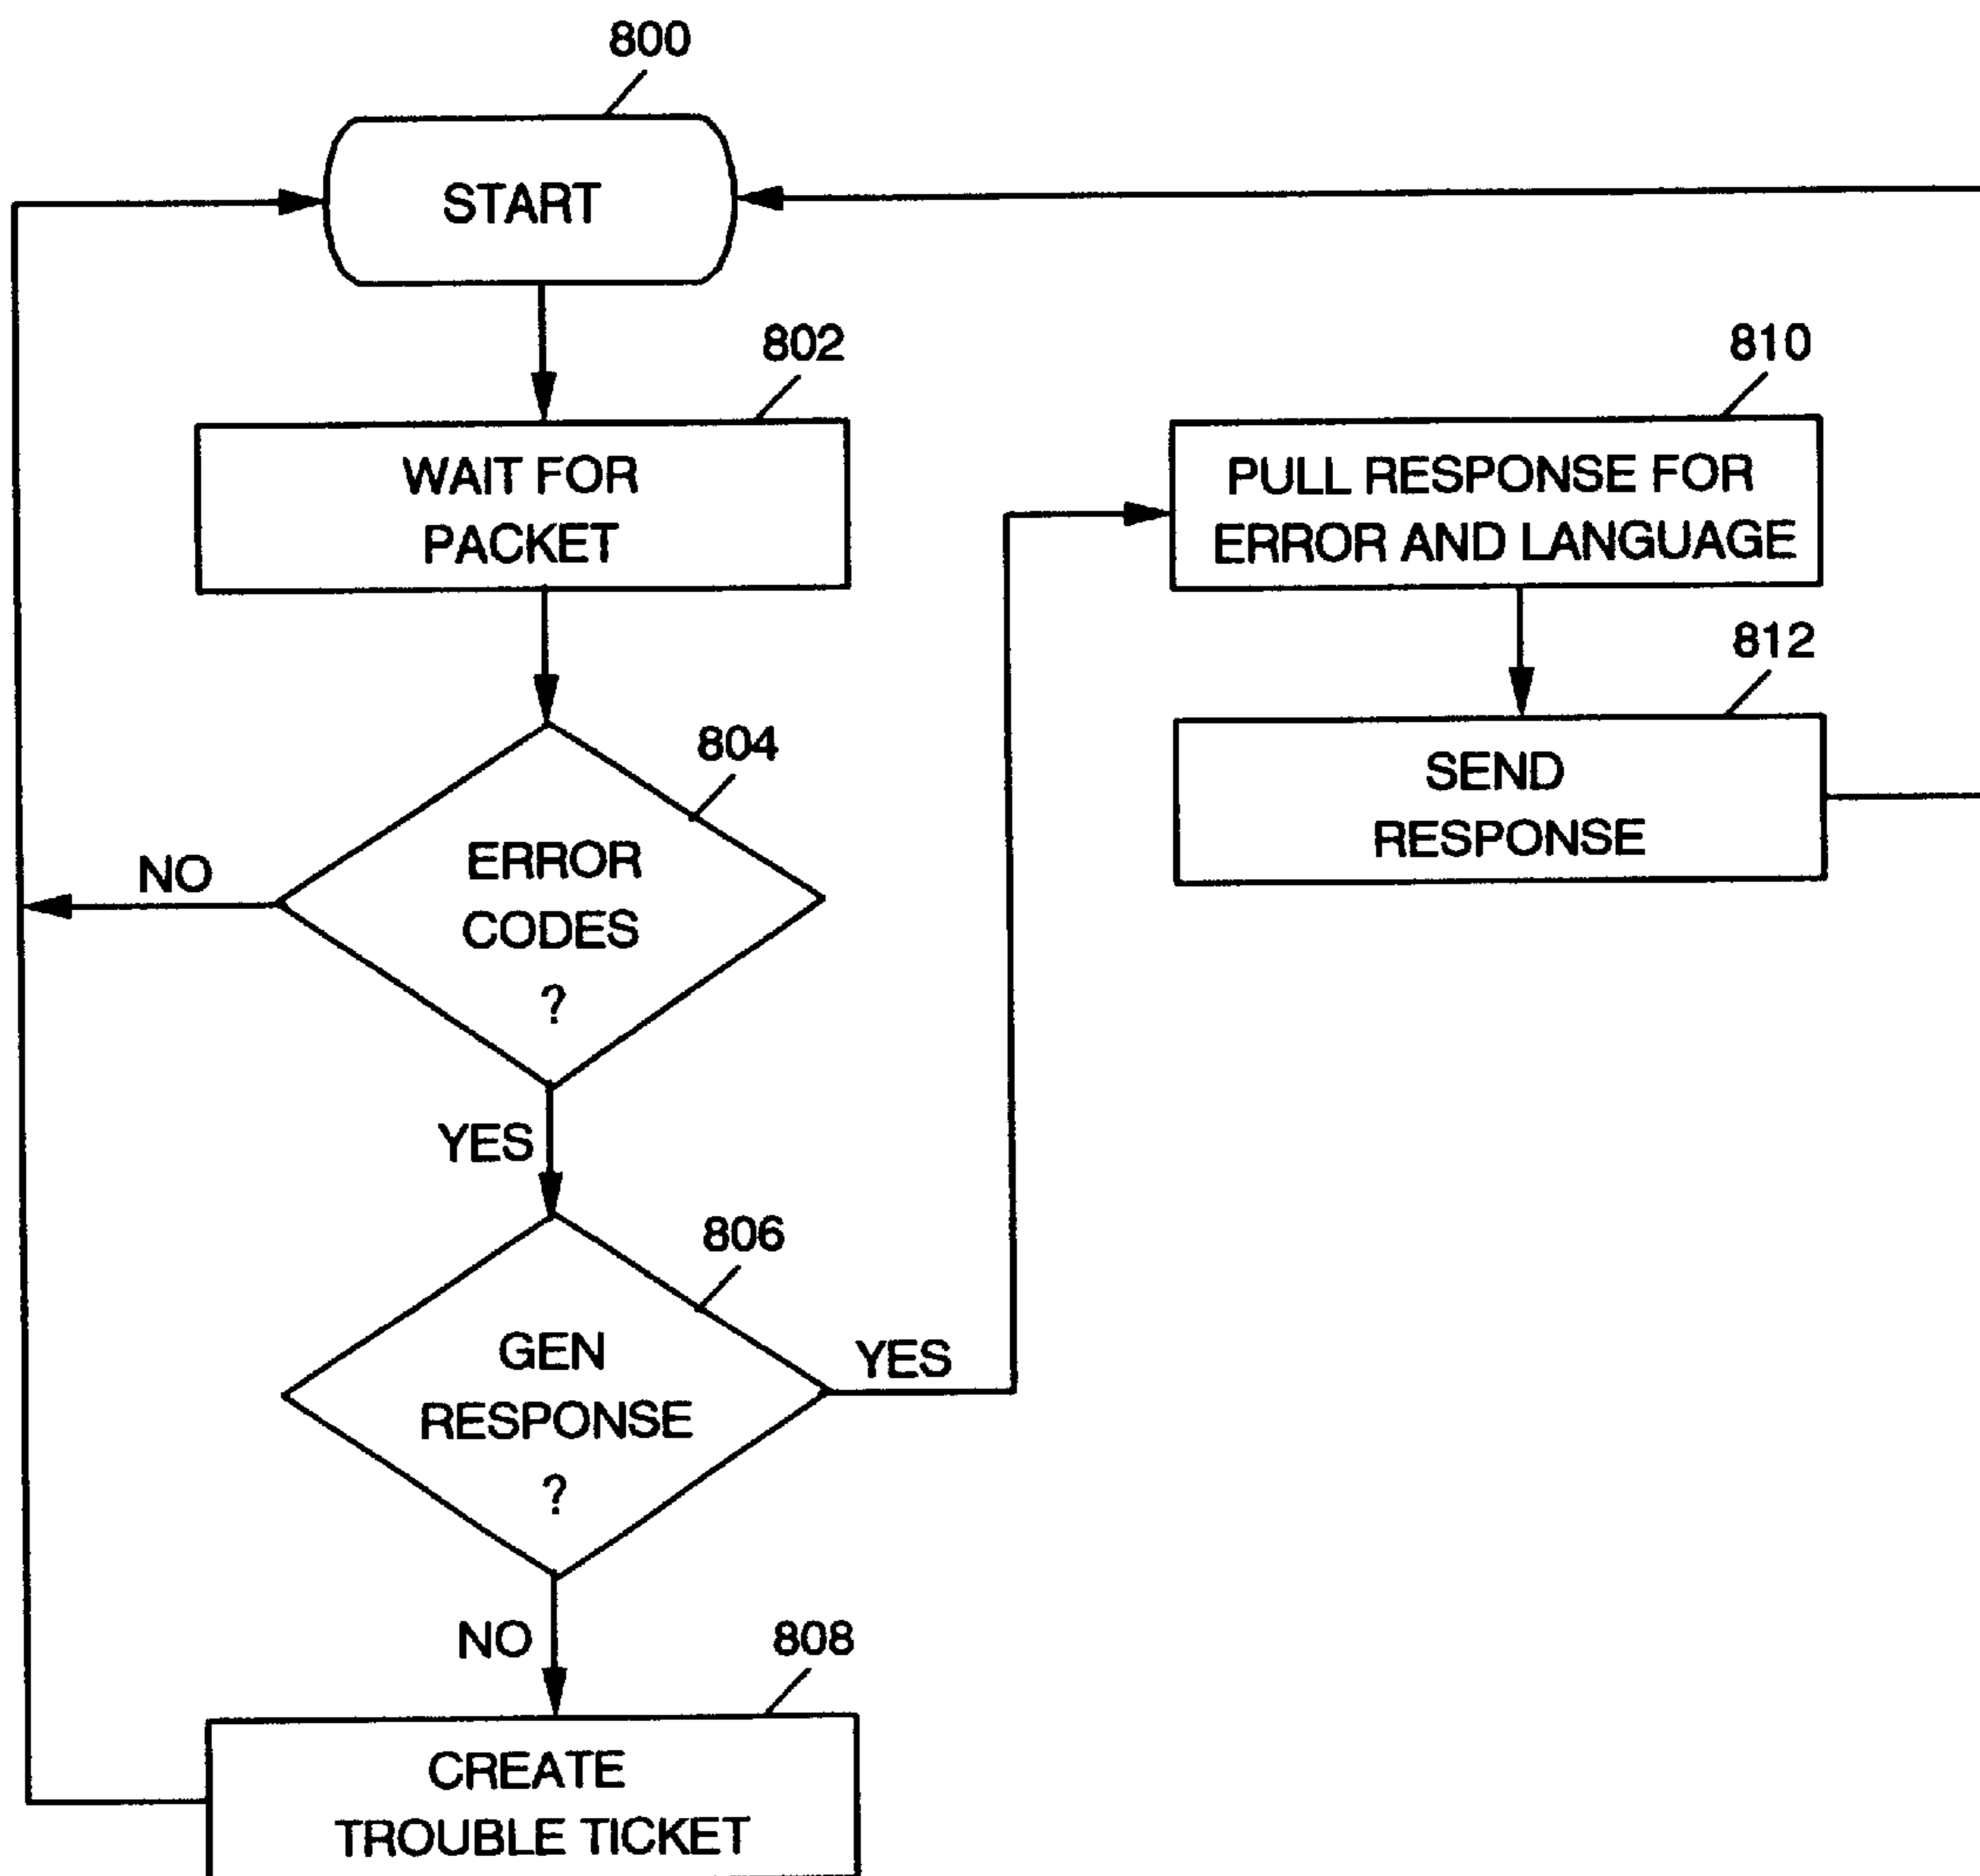 800
START
802
WAIT FOR
PACKET
804
ERROR
CODES
?
NO
YES
806
GEN
RESPONSE
?
YES
NO
808
CREATE
TROUBLE TICKET
810
PULL RESPONSE FOR
ERROR AND LANGUAGE
812
SEND
RESPONSE